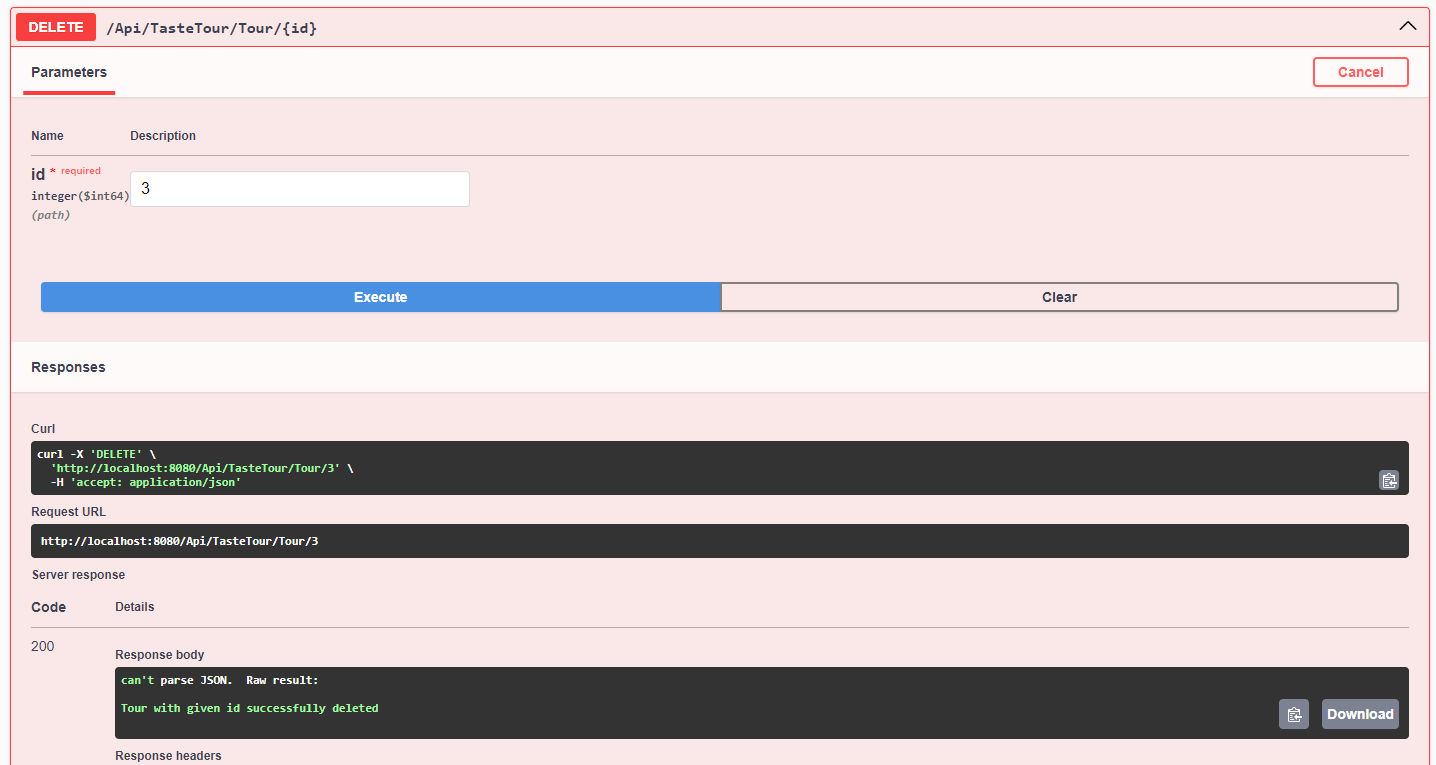 DELETE /Api/TasteTour/Tour/{id}
Parameters Cancel
Name Description
id * required
integer($int64)
(path)
3
Execute Clear
Responses
Curl
curl -X 'DELETE' \
'http://localhost:8080/Api/TasteTour/Tour/3' \
-H 'accept: application/json'
Request URL
http://localhost:8080/Api/TasteTour/Tour/3
Server response
Code Details
200
Response body
can't parse JSON. Raw result:
Tour with given id successfully deleted
Download
Response headers